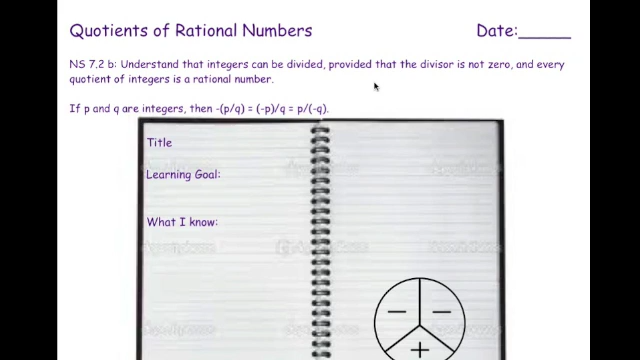 Quotients of Rational Numbers Date:_____
NS 7.2 b: Understand that integers can be divided, provided that the divisor is not zero, and every
quotient of integers is a rational number.
If p and q are integers, then -(p/q) = (-p)/q = p/(-q).
Title
Learning Goal:
What I know:
− −
+